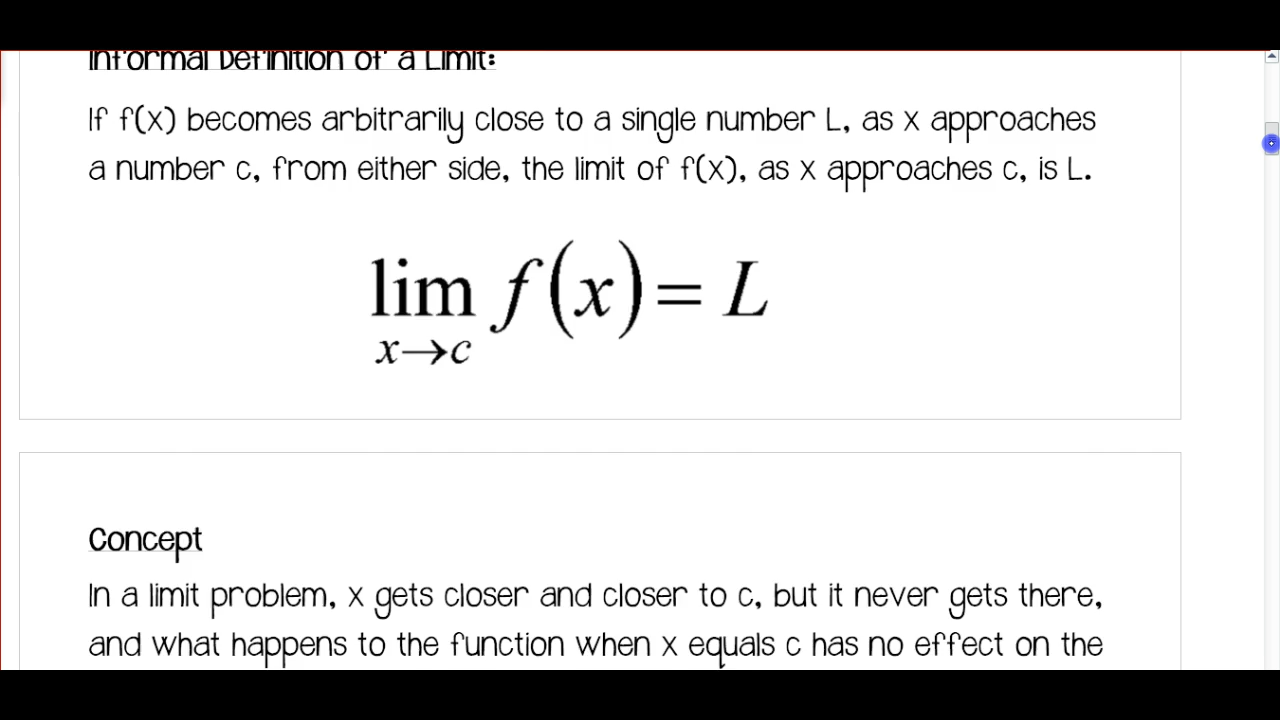 Informal Definition of a Limit:
If f(x) becomes arbitrarily close to a single number L, as x approaches
a number c, from either side, the limit of f(x), as x approaches c, is L.
lim f(x) = L
x→c
Concept
In a limit problem, x gets closer and closer to c, but it never gets there,
and what happens to the function when x equals c has no effect on the